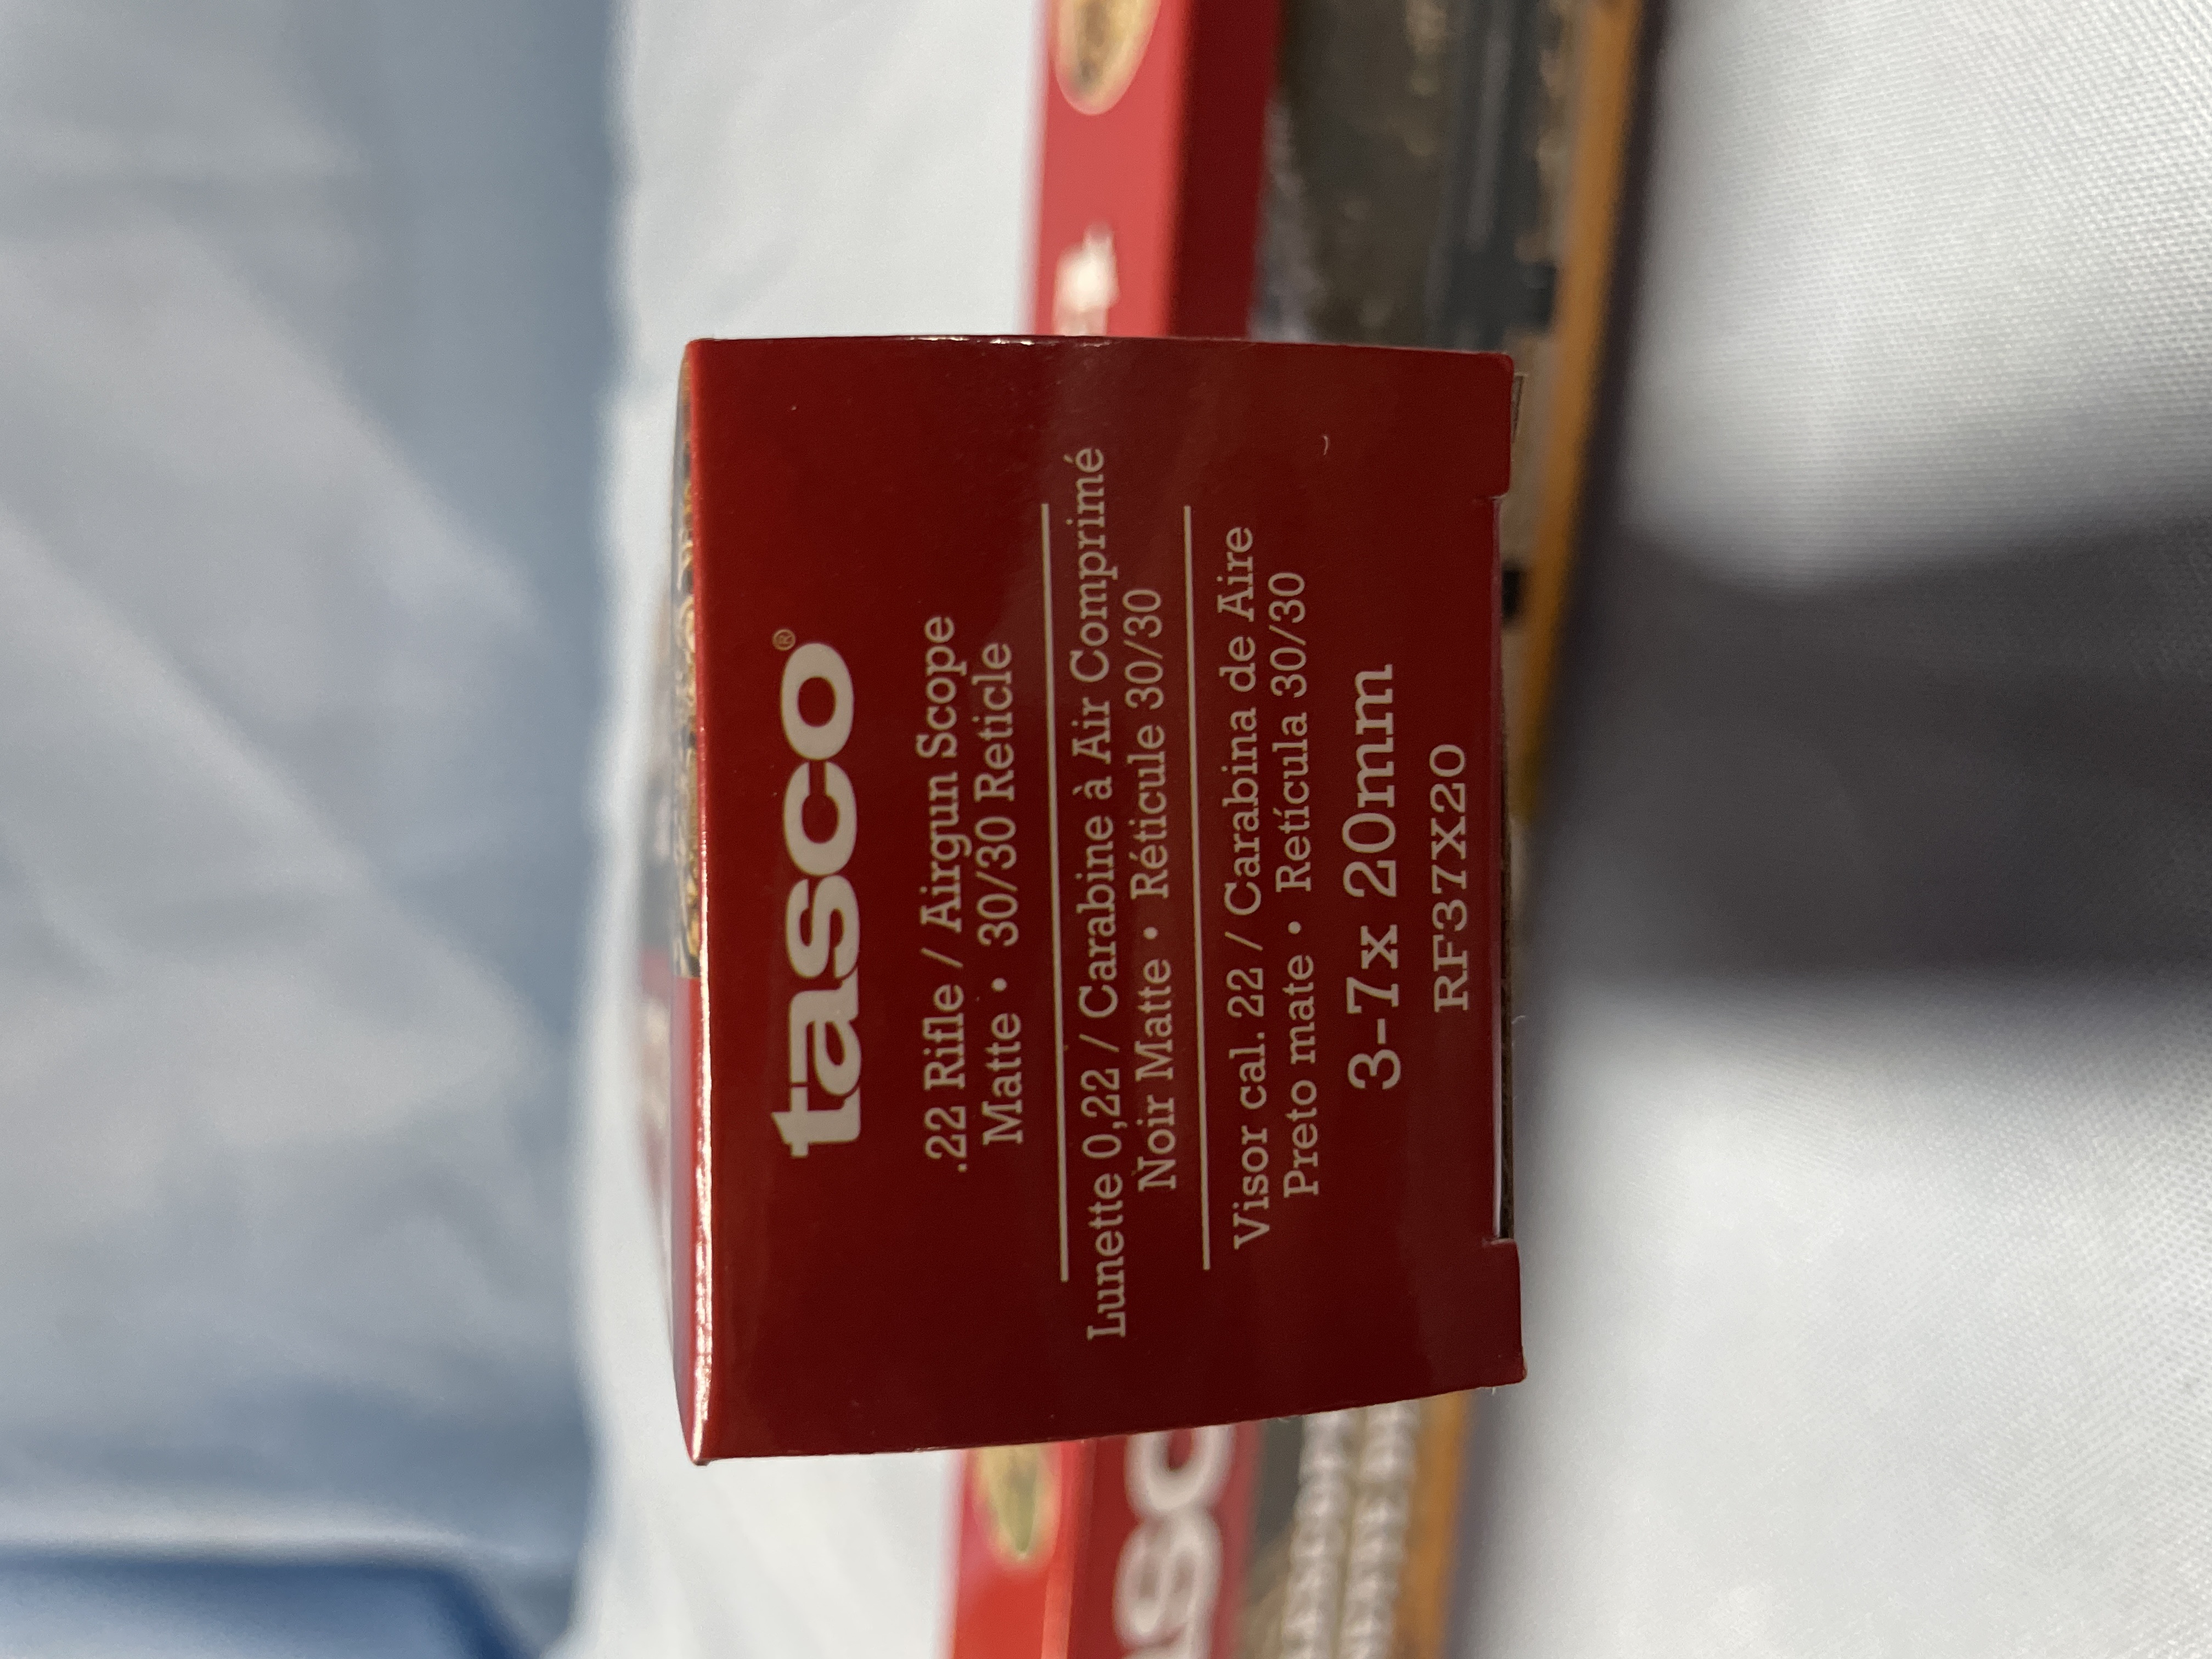 tasco®
.22 Rifle / Airgun Scope
Matte • 30/30 Reticle
Lunette 0,22 / Carabine à Air Comprimé
Noir Matte • Réticule 30/30
Visor cal. 22 / Carabina de Aire
Preto mate • Retícula 30/30
3-7x 20mm
RF37X20